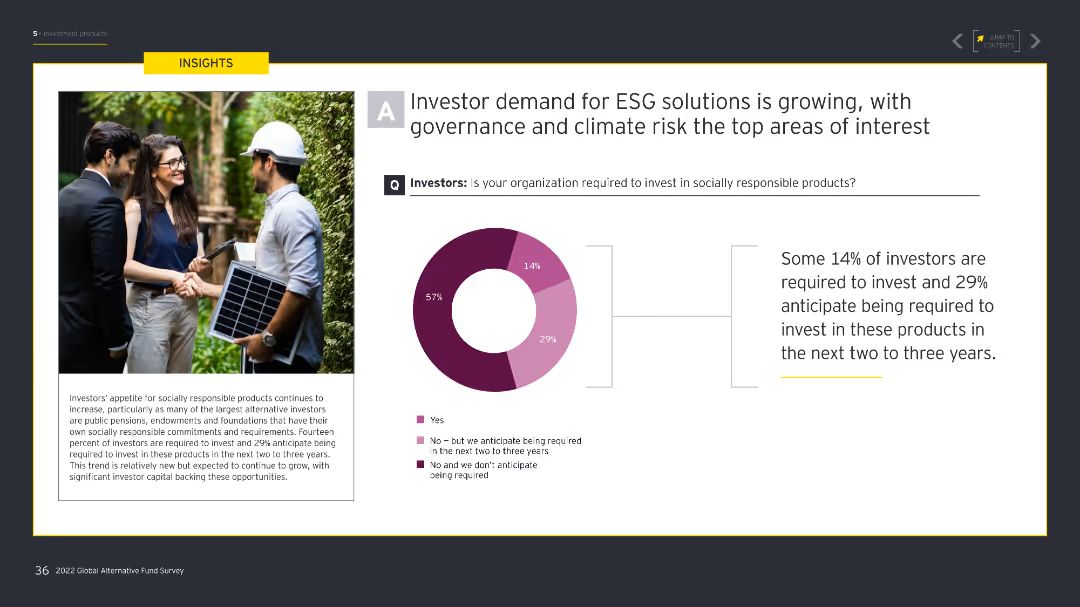 5 · Investment products
JUMP TO
CONTENTS
INSIGHTS
A
Investor demand for ESG solutions is growing, with
governance and climate risk the top areas of interest
Q
Investors: Is your organization required to invest in socially responsible products?
14%
57%
29%
Some 14% of investors are
required to invest and 29%
anticipate being required to
invest in these products in
the next two to three years.
Yes
No – but we anticipate being required
in the next two to three years
No and we don't anticipate
being required
Investors' appetite for socially responsible products continues to
increase, particularly as many of the largest alternative investors
are public pensions, endowments and foundations that have their
own socially responsible commitments and requirements. Fourteen
percent of investors are required to invest and 29% anticipate being
required to invest in these products in the next two to three years.
This trend is relatively new but expected to continue to grow, with
significant investor capital backing these opportunities.
36 2022 Global Alternative Fund Survey